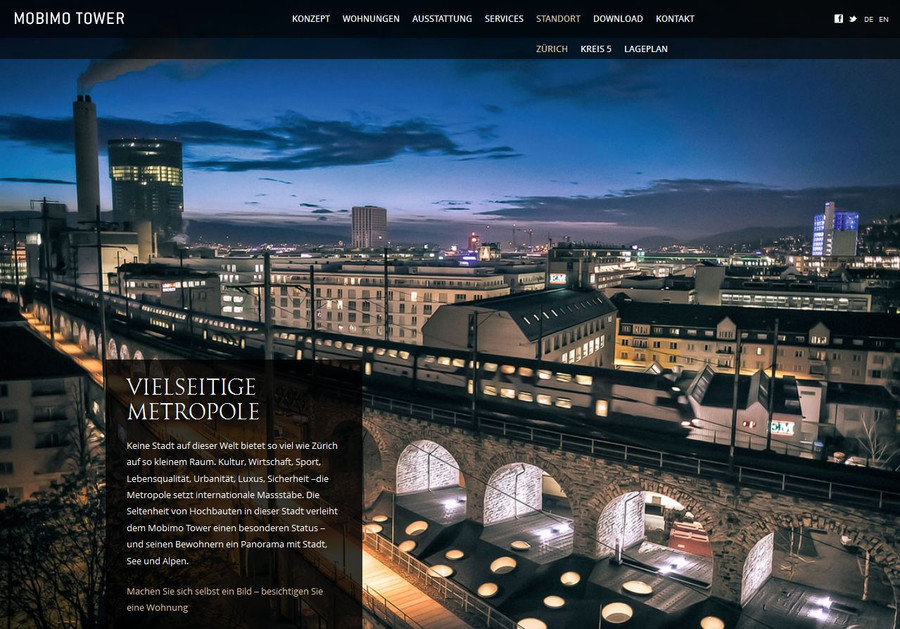 MOBIMO TOWER
KONZEPT WOHNUNGEN AUSSTATTUNG SERVICES STANDORT DOWNLOAD KONTAKT
DE EN
ZÜRICH KREIS 5 LAGEPLAN
VIELSEITIGE
METROPOLE
Keine Stadt auf dieser Welt bietet so viel wie Zürich
auf so kleinem Raum. Kultur, Wirtschaft, Sport,
Lebensqualität, Urbanität, Luxus, Sicherheit –die
Metropole setzt internationale Massstäbe. Die
Seltenheit von Hochbauten in dieser Stadt verleiht
dem Mobimo Tower einen besonderen Status –
und seinen Bewohnern ein Panorama mit Stadt,
See und Alpen.
Machen Sie sich selbst ein Bild – besichtigen Sie
eine Wohnung